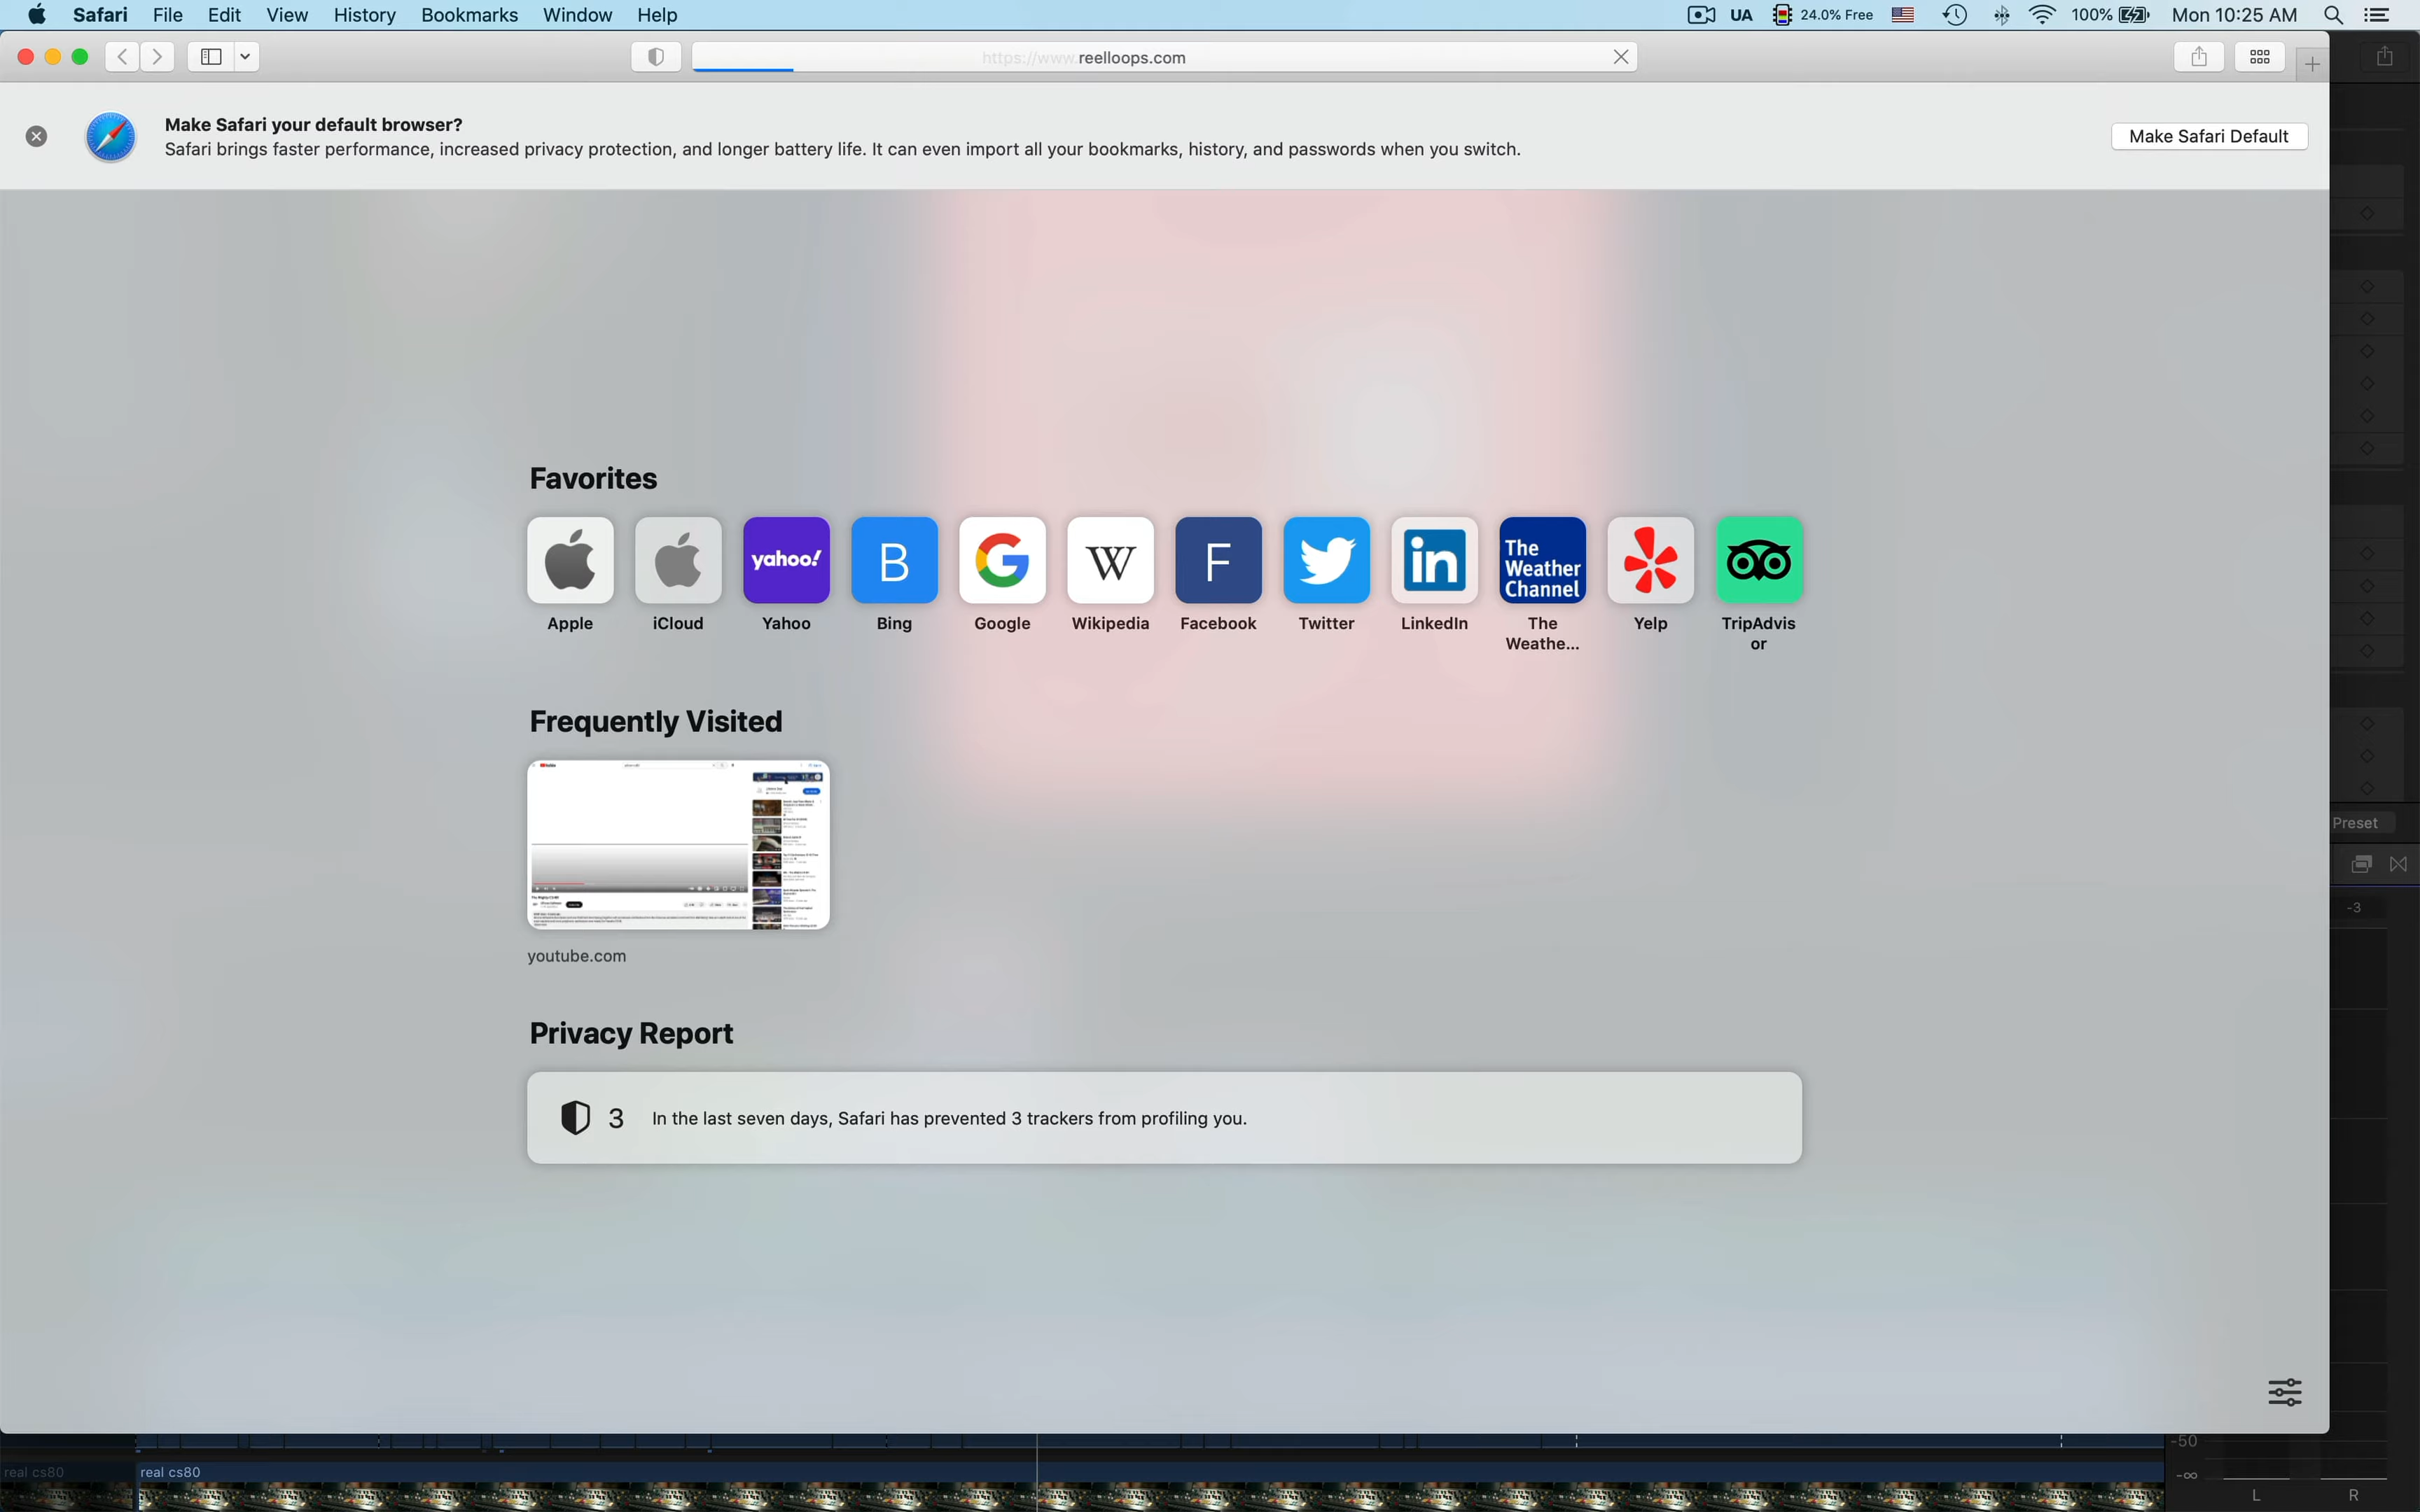 Safari File Edit View History Bookmarks Window Help UA 24.0% Free 100% Mon 10:25 AM
https://www.reelloops.com
Make Safari your default browser?
Safari brings faster performance, increased privacy protection, and longer battery life. It can even import all your bookmarks, history, and passwords when you switch.
Make Safari Default
Favorites
yahoo!
B
G
W
F
in
The
Weather
Channel
Apple iCloud Yahoo Bing Google Wikipedia Facebook Twitter LinkedIn The Weathe... Yelp TripAdvisor
Frequently Visited
youtube.com
Privacy Report
3 In the last seven days, Safari has prevented 3 trackers from profiling you.
Preset
-3
-50
-∞
L R
real cs80 real cs80